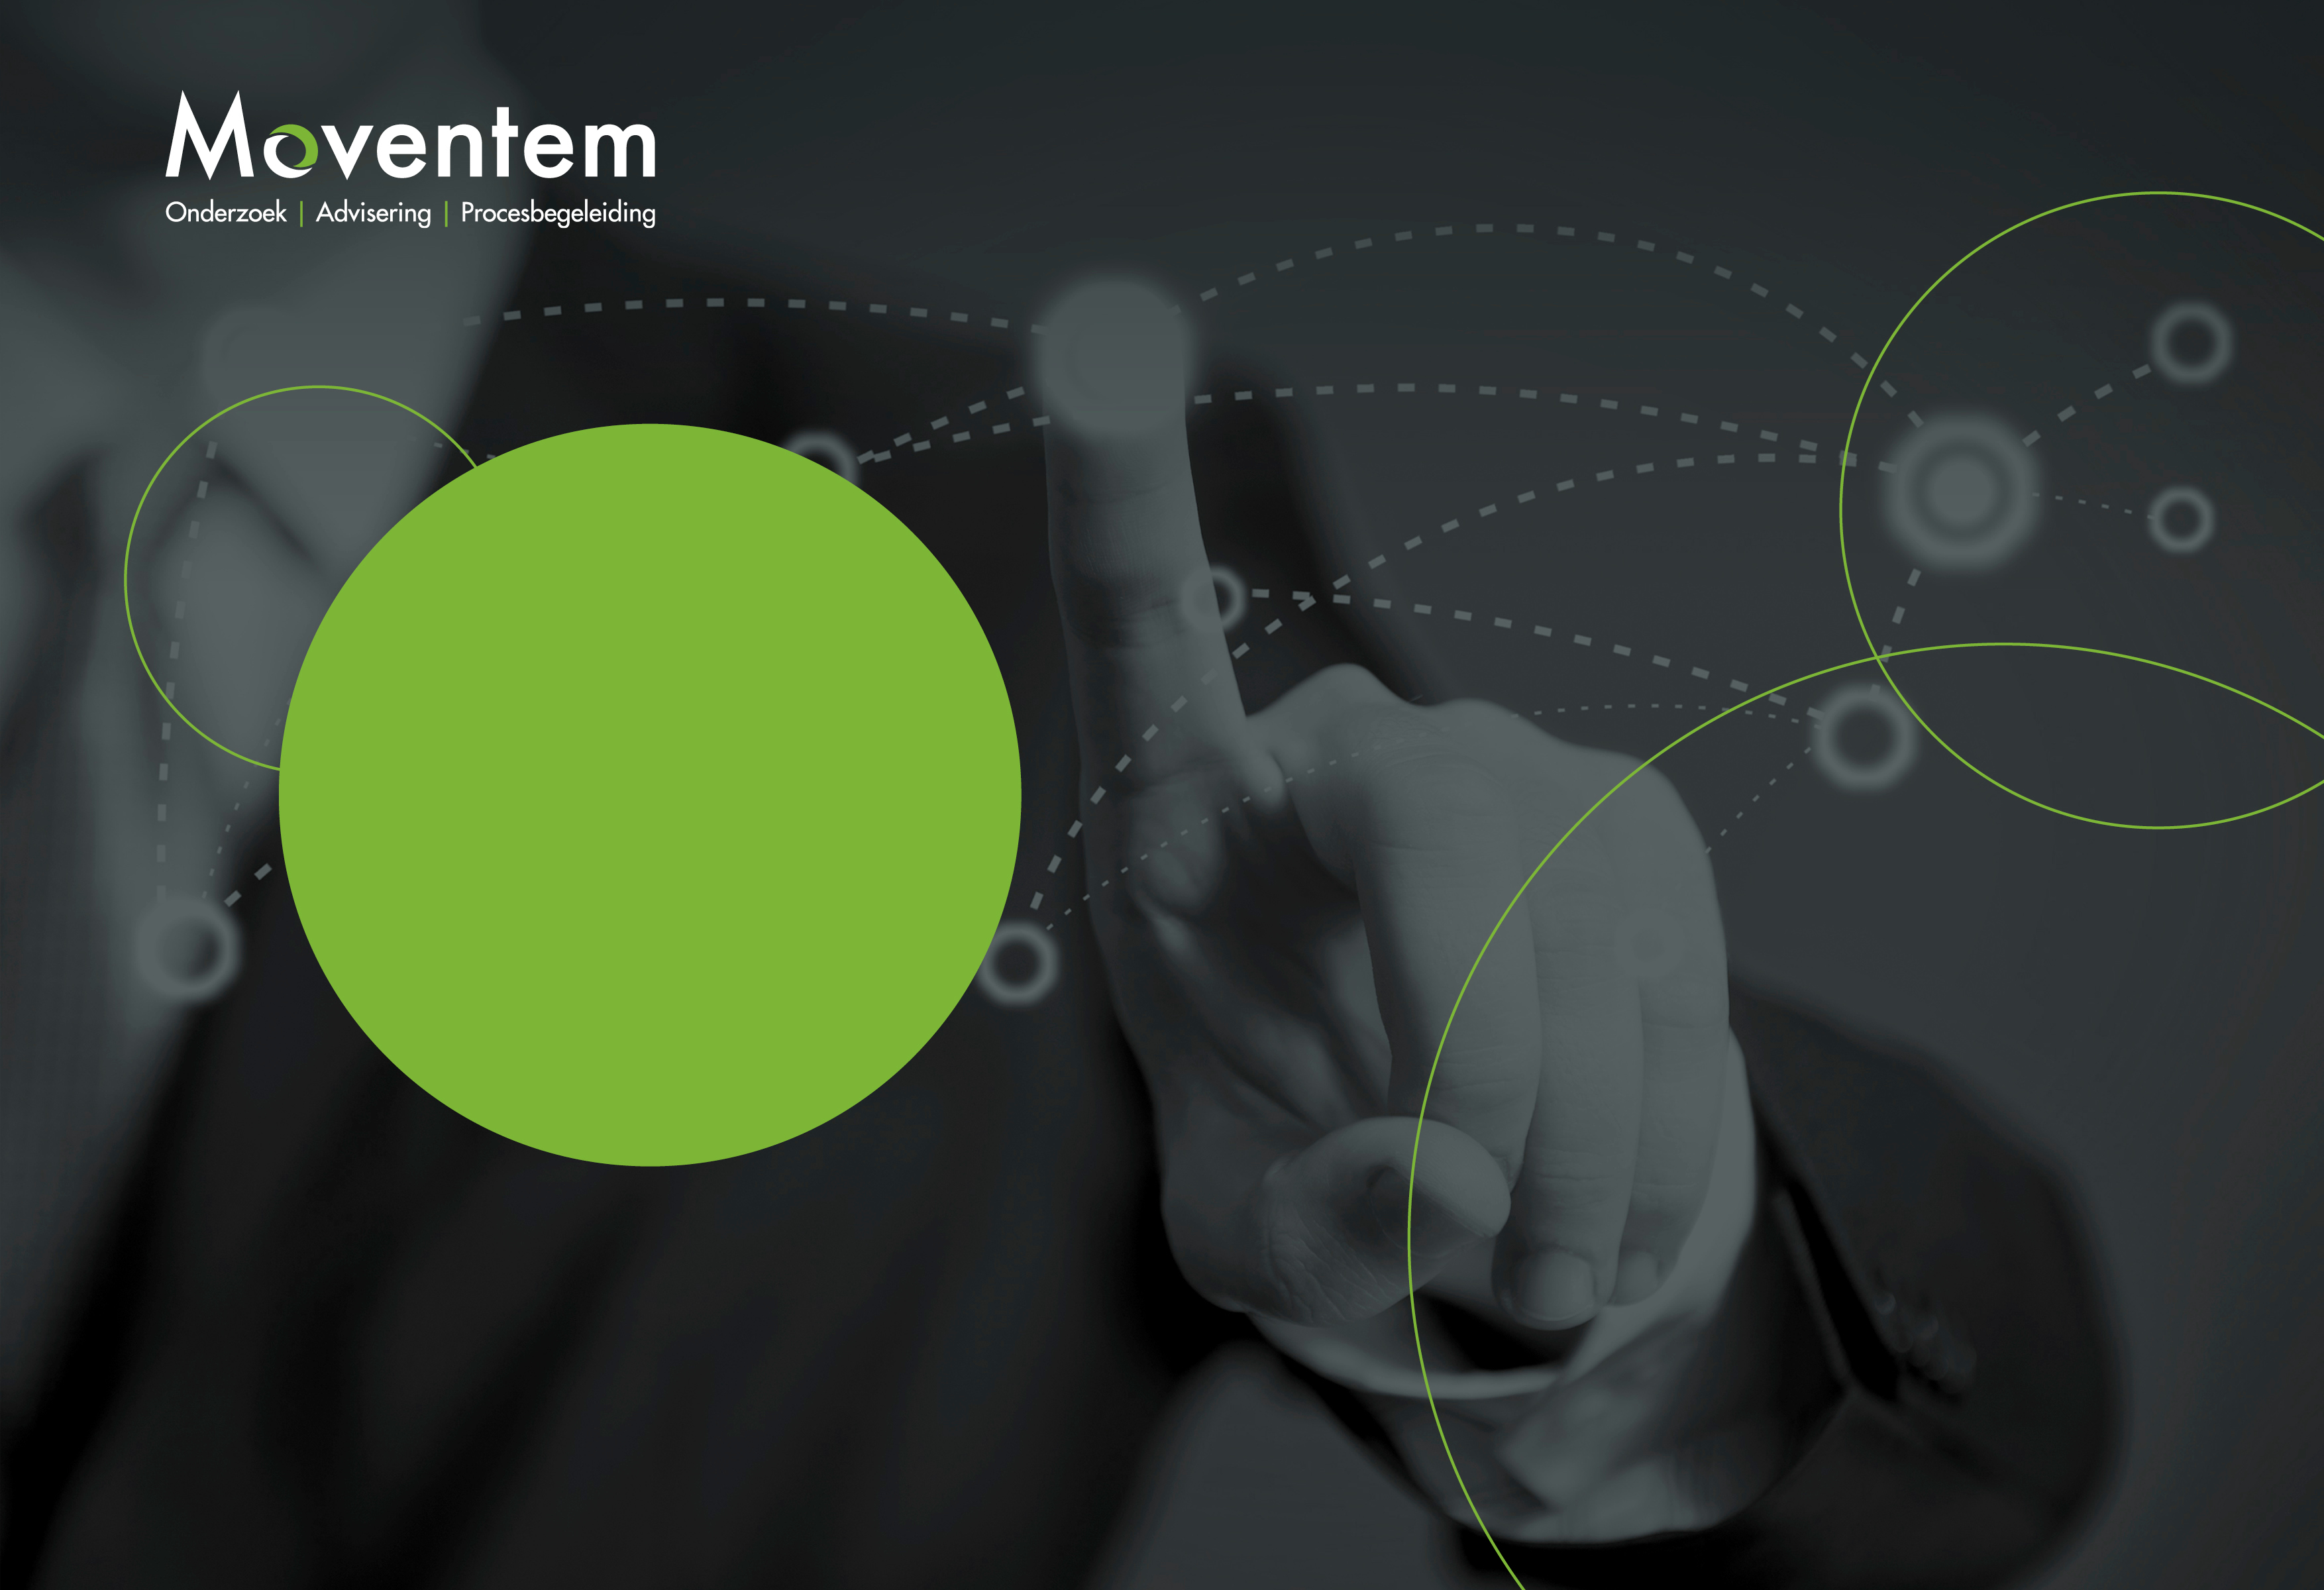 Moventem
Onderzoek | Advisering | Procesbegeleiding